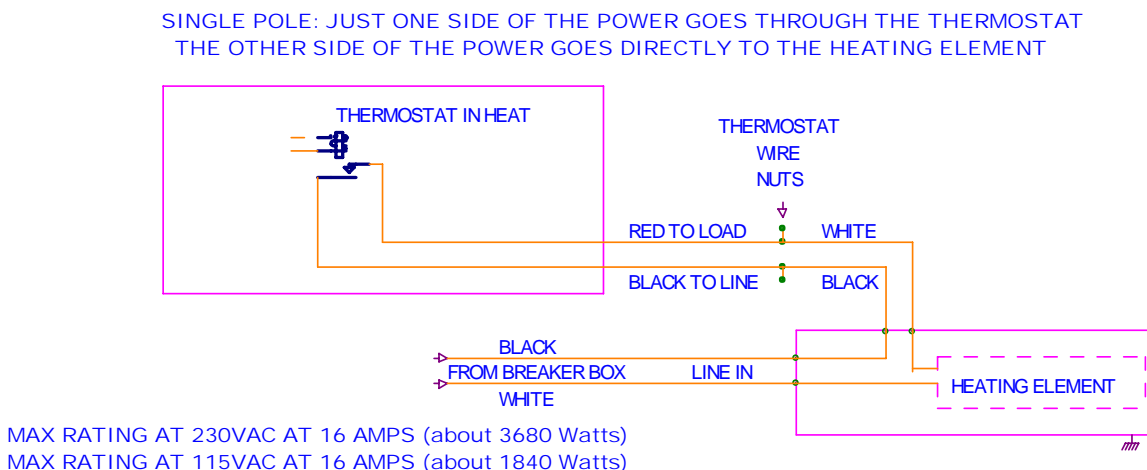 SINGLE POLE: JUST ONE SIDE OF THE POWER GOES THROUGH THE THERMOSTAT
THE OTHER SIDE OF THE POWER GOES DIRECTLY TO THE HEATING ELEMENT
THERMOSTAT IN HEAT
THERMOSTAT
WIRE
NUTS
RED TO LOAD
WHITE
BLACK TO LINE
BLACK
BLACK
FROM BREAKER BOX
LINE IN
WHITE
HEATING ELEMENT
MAX RATING AT 230VAC AT 16 AMPS (about 3680 Watts)
MAX RATING AT 115VAC AT 16 AMPS (about 1840 Watts)